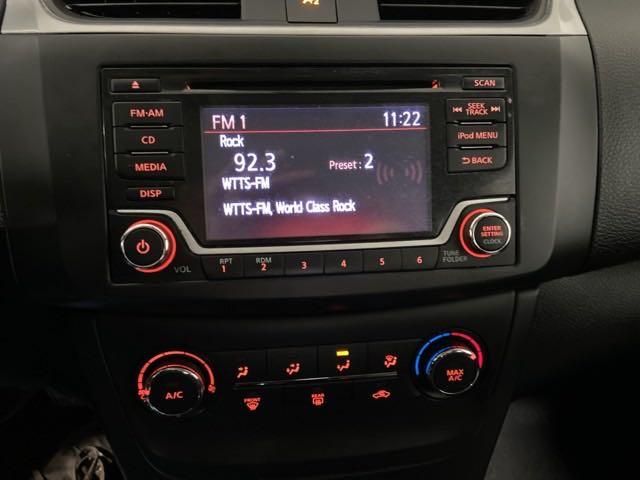 SCAN
FM·AM
CD
MEDIA
DISP
FM 1
11:22
Rock
92.3
Preset : 2
WTTS-FM
WTTS-FM, World Class Rock
SEEK
TRACK
iPod MENU
BACK
ENTER
SETTING
CLOCK
VOL
RPT
1
RDM
2
3
4
5
6
TUNE
FOLDER
A/C
FRONT
REAR
MAX
A/C